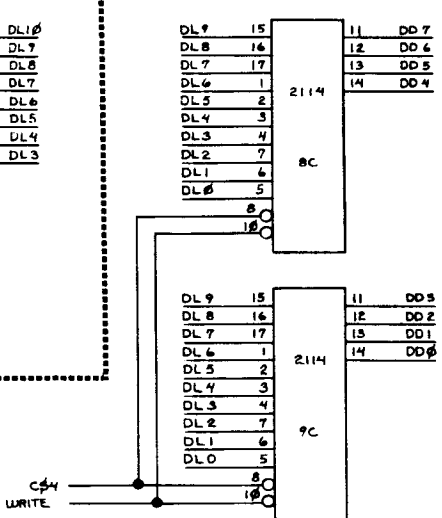 DL1Ø
DL9
DL8
DL7
DL6
DL5
DL4
DL3
DL9 15 11 DD7
DL8 16 12 DD6
DL7 17 13 DD5
DL6 1 14 DD4
DL5 2 2114
DL4 3
DL3 4
DL2 7 8C
DL1 6
DLØ 5
8
1Ø
DL9 15 11 DD3
DL8 16 12 DD2
DL7 17 13 DD1
DL6 1 14 DDØ
DL5 2 2114
DL4 3
DL3 4
DL2 7 9C
DL1 6
DL0 5
CS4 8
WRITE 1Ø